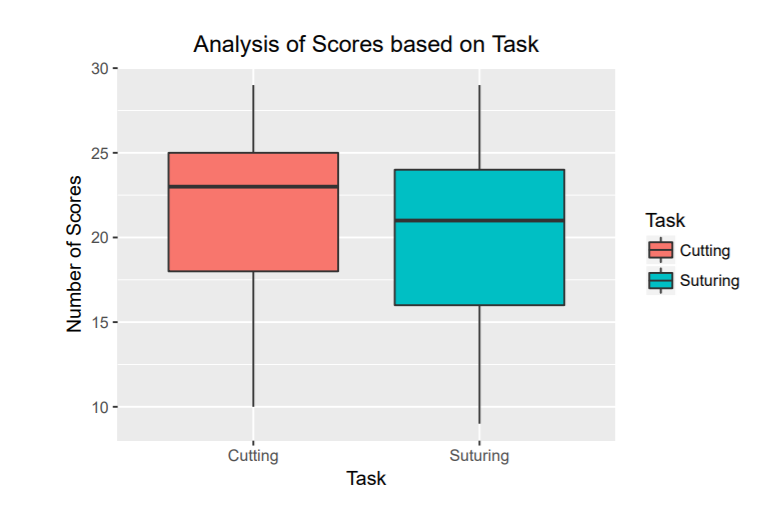 Analysis of Scores based on Task
30
25
20
15
10
Number of Scores
Cutting
Suturing
Task
Task
Cutting
Suturing